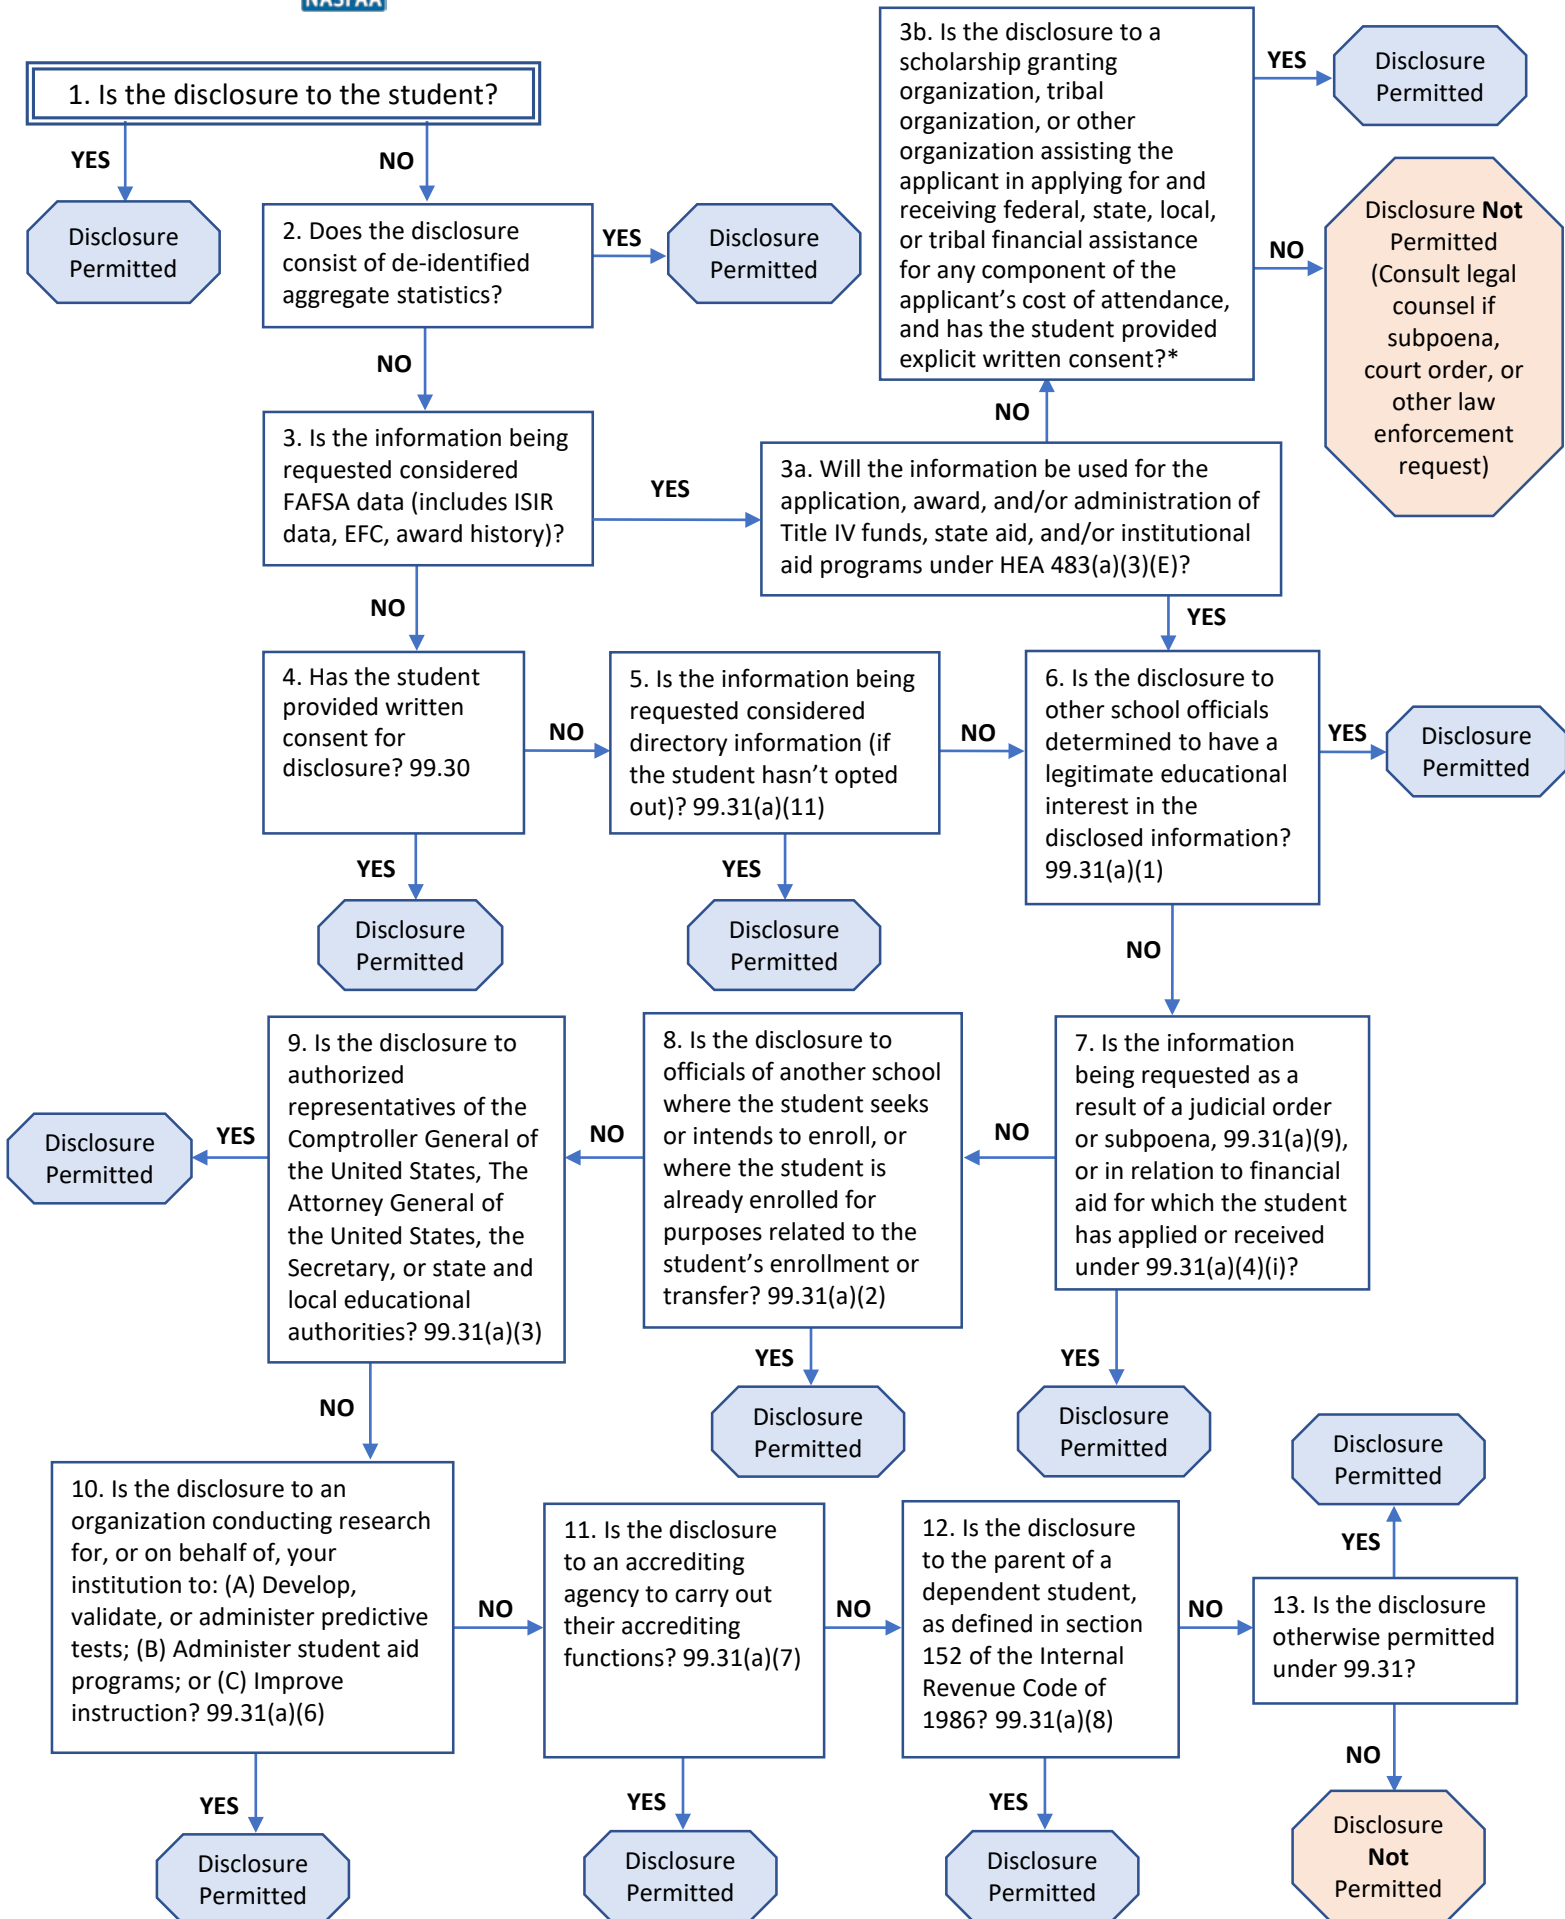 NASFAA
1. Is the disclosure to the student?
YES
NO
Disclosure
Permitted
2. Does the disclosure
consist of de-identified
aggregate statistics?
YES
Disclosure
Permitted
NO
3. Is the information being
requested considered
FAFSA data (includes ISIR
data, EFC, award history)?
YES
3a. Will the information be used for the
application, award, and/or administration of
Title IV funds, state aid, and/or institutional
aid programs under HEA 483(a)(3)(E)?
NO
3b. Is the disclosure to a
scholarship granting
organization, tribal
organization, or other
organization assisting the
applicant in applying for and
receiving federal, state, local,
or tribal financial assistance
for any component of the
applicant’s cost of attendance,
and has the student provided
explicit written consent?*
YES
Disclosure
Permitted
NO
Disclosure Not
Permitted
(Consult legal
counsel if
subpoena,
court order, or
other law
enforcement
request)
YES
NO
4. Has the student
provided written
consent for
disclosure? 99.30
NO
5. Is the information being
requested considered
directory information (if
the student hasn’t opted
out)? 99.31(a)(11)
NO
6. Is the disclosure to
other school officials
determined to have a
legitimate educational
interest in the
disclosed information?
99.31(a)(1)
YES
Disclosure
Permitted
YES
Disclosure
Permitted
YES
Disclosure
Permitted
NO
7. Is the information
being requested as a
result of a judicial order
or subpoena, 99.31(a)(9),
or in relation to financial
aid for which the student
has applied or received
under 99.31(a)(4)(i)?
NO
8. Is the disclosure to
officials of another school
where the student seeks
or intends to enroll, or
where the student is
already enrolled for
purposes related to the
student’s enrollment or
transfer? 99.31(a)(2)
NO
9. Is the disclosure to
authorized
representatives of the
Comptroller General of
the United States, The
Attorney General of
the United States, the
Secretary, or state and
local educational
authorities? 99.31(a)(3)
YES
Disclosure
Permitted
YES
Disclosure
Permitted
YES
Disclosure
Permitted
NO
10. Is the disclosure to an
organization conducting research
for, or on behalf of, your
institution to: (A) Develop,
validate, or administer predictive
tests; (B) Administer student aid
programs; or (C) Improve
instruction? 99.31(a)(6)
NO
11. Is the disclosure
to an accrediting
agency to carry out
their accrediting
functions? 99.31(a)(7)
NO
12. Is the disclosure
to the parent of a
dependent student,
as defined in section
152 of the Internal
Revenue Code of
1986? 99.31(a)(8)
NO
13. Is the disclosure
otherwise permitted
under 99.31?
YES
Disclosure
Permitted
YES
Disclosure
Permitted
YES
Disclosure
Permitted
YES
Disclosure
Permitted
NO
Disclosure
Not
Permitted